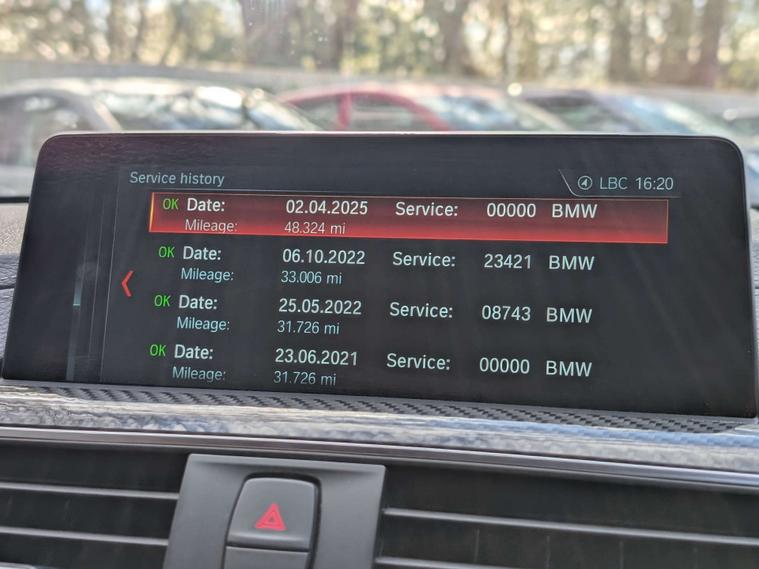 Service history LBC 16:20
OK Date: 02.04.2025 Service: 00000 BMW
Mileage: 48.324 mi
OK Date: 06.10.2022 Service: 23421 BMW
Mileage: 33.006 mi
OK Date: 25.05.2022 Service: 08743 BMW
Mileage: 31.726 mi
OK Date: 23.06.2021 Service: 00000 BMW
Mileage: 31.726 mi